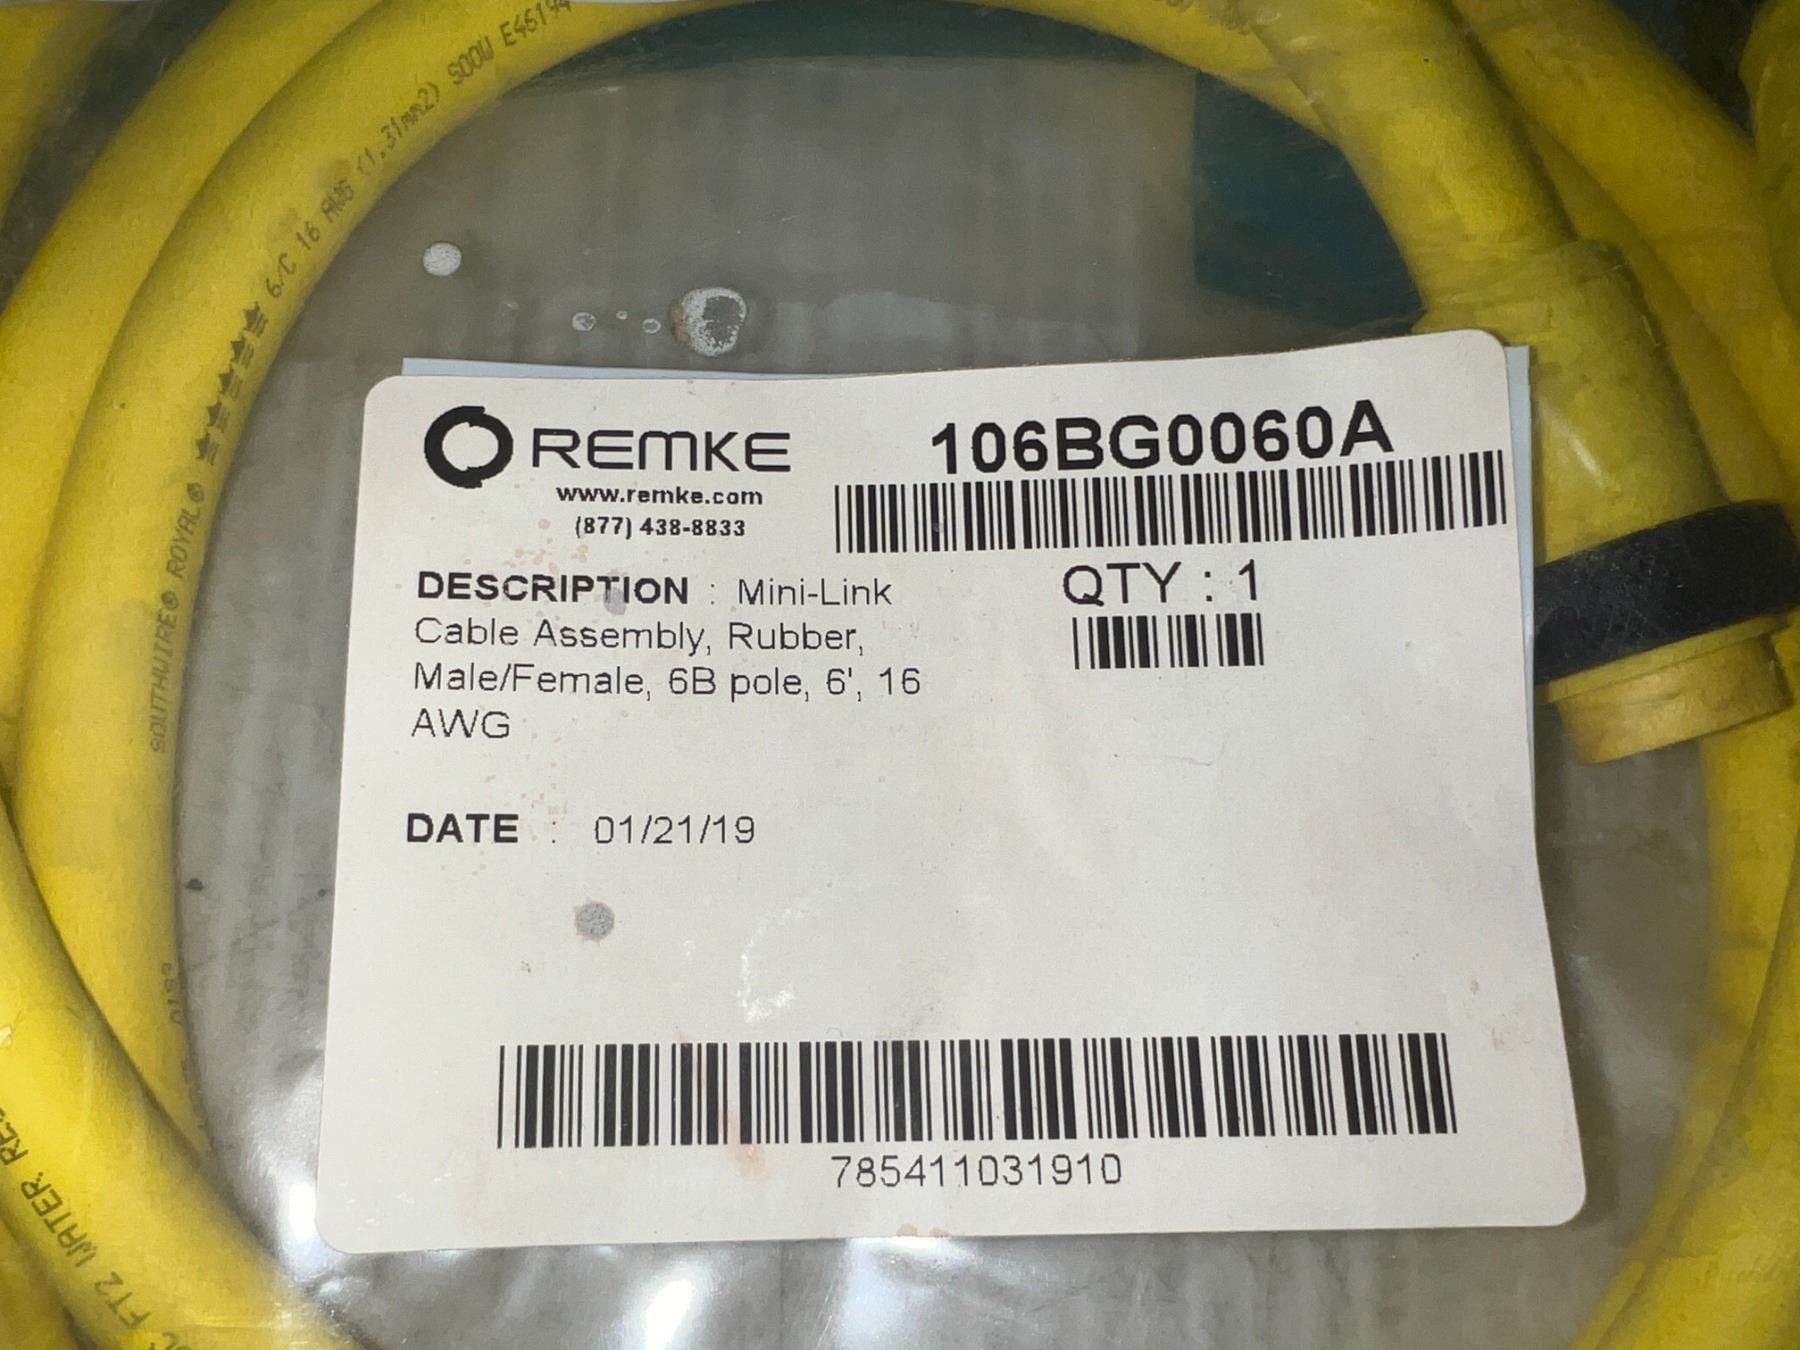 SOUTHWIRE® ROYAL® 6/C 16 AWG (1.31mm2) SOOW E46194
REMKE
www.remke.com
(877) 438-8833
106BG0060A
DESCRIPTION : Mini-Link
Cable Assembly, Rubber,
Male/Female, 6B pole, 6', 16
AWG
QTY : 1
DATE : 01/21/19
785411031910
FT2 WATER